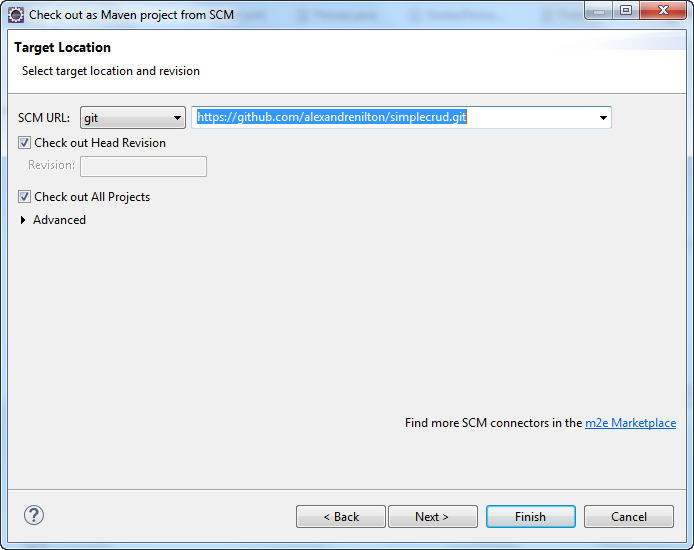 Check out as Maven project from SCM
Target Location
Select target location and revision
SCM URL: git https://github.com/alexandrenilton/simplecrud.git
Check out Head Revision
Revision:
Check out All Projects
Advanced
Find more SCM connectors in the m2e Marketplace
? < Back Next > Finish Cancel